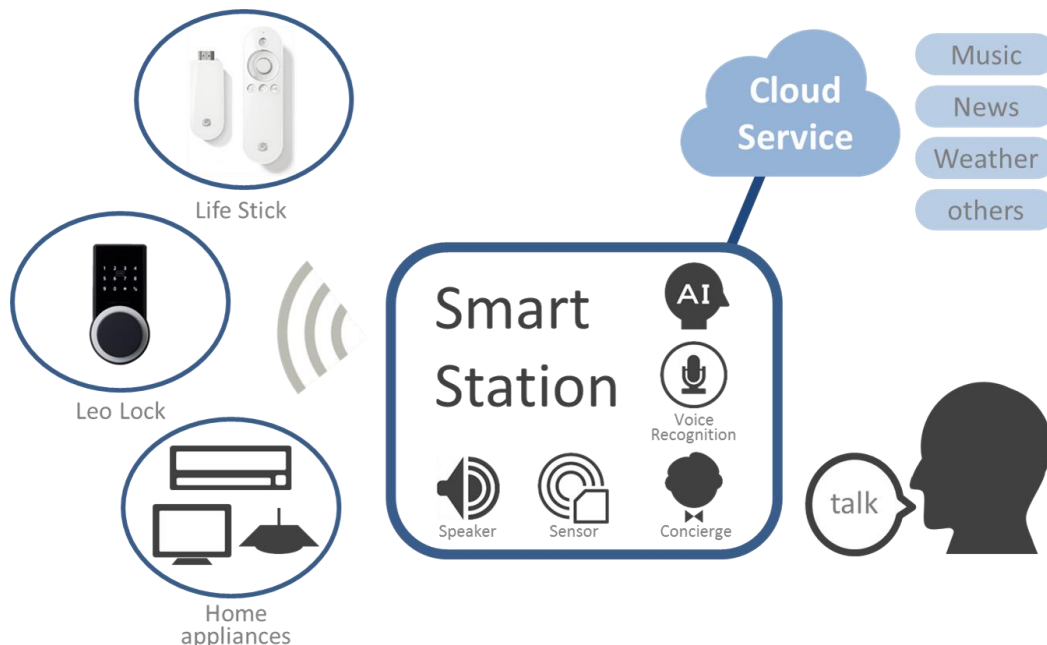 Life Stick
Leo Lock
Home
appliances
Cloud
Service
Music
News
Weather
others
Smart
Station
AI
Voice
Recognition
Speaker
Sensor
Concierge
talk